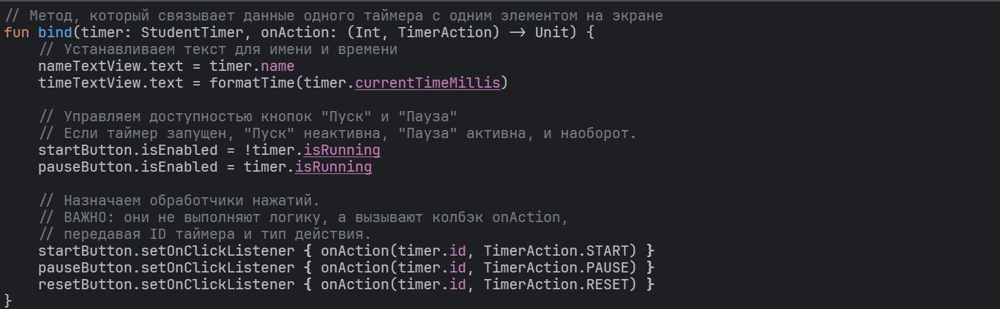 // Метод, который связывает данные одного таймера с одним элементом на экране
fun bind(timer: StudentTimer, onAction: (Int, TimerAction) -> Unit) {
    // Устанавливаем текст для имени и времени
    nameTextView.text = timer.name
    timeTextView.text = formatTime(timer.currentTimeMillis)

    // Управляем доступностью кнопок "Пуск" и "Пауза"
    // Если таймер запущен, "Пуск" неактивна, "Пауза" активна, и наоборот.
    startButton.isEnabled = !timer.isRunning
    pauseButton.isEnabled = timer.isRunning

    // Назначаем обработчики нажатий.
    // ВАЖНО: они не выполняют логику, а вызывают колбэк onAction,
    // передавая ID таймера и тип действия.
    startButton.setOnClickListener { onAction(timer.id, TimerAction.START) }
    pauseButton.setOnClickListener { onAction(timer.id, TimerAction.PAUSE) }
    resetButton.setOnClickListener { onAction(timer.id, TimerAction.RESET) }
}